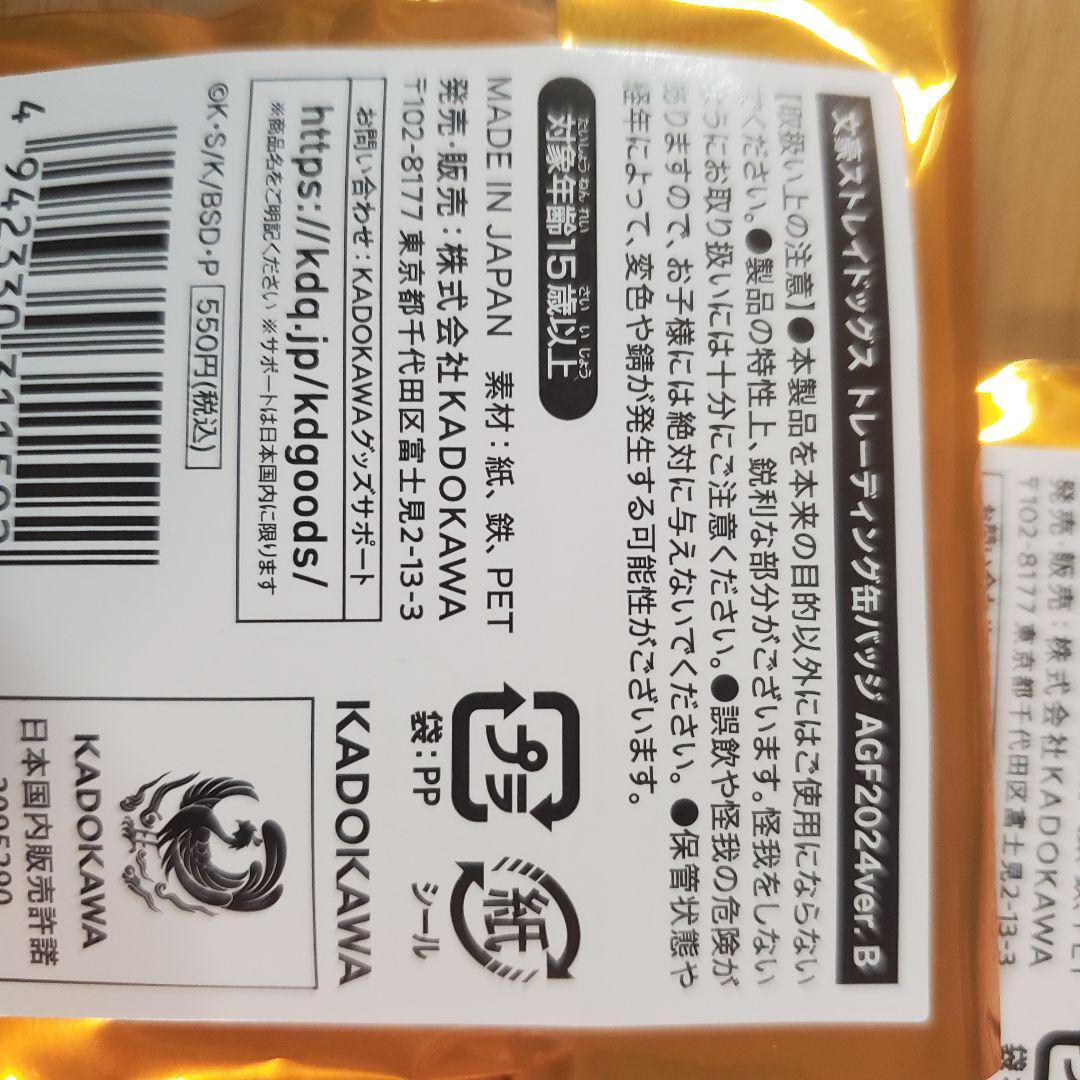 文豪ストレイドッグス トレーディング缶バッジ AGF2024ver. B
【取扱い上の注意】●本製品を本来の目的以外にはご使用にならない
でください。●製品の特性上、鋭利な部分がございます。怪我をしない
ようにお取り扱いには十分にご注意ください。●誤飲や怪我の危険が
ありますので、お子様には絶対に与えないでください。●保管状態や
経年によって、変色や錆が発生する可能性がございます。
たいしょうねんれい さいいじょう
対象年齢15歳以上
MADE IN JAPAN 素材：紙、鉄、PET
発売・販売：株式会社KADOKAWA
〒102-8177 東京都千代田区富士見2-13-3
お問い合わせ：KADOKAWAグッズサポート
https://kdq.jp/kdgoods/
※商品名をご明記ください ※サポートは日本国内に限ります
©K・S/K/BSD・P
550円(税込)
プラ
袋：PP
紙
シール
KADOKAWA
KADOKAWA
日本国内販売許諾
発売・販売：株式会社KADOKAWA
〒102-8177 東京都千代田区富士見2-13-3